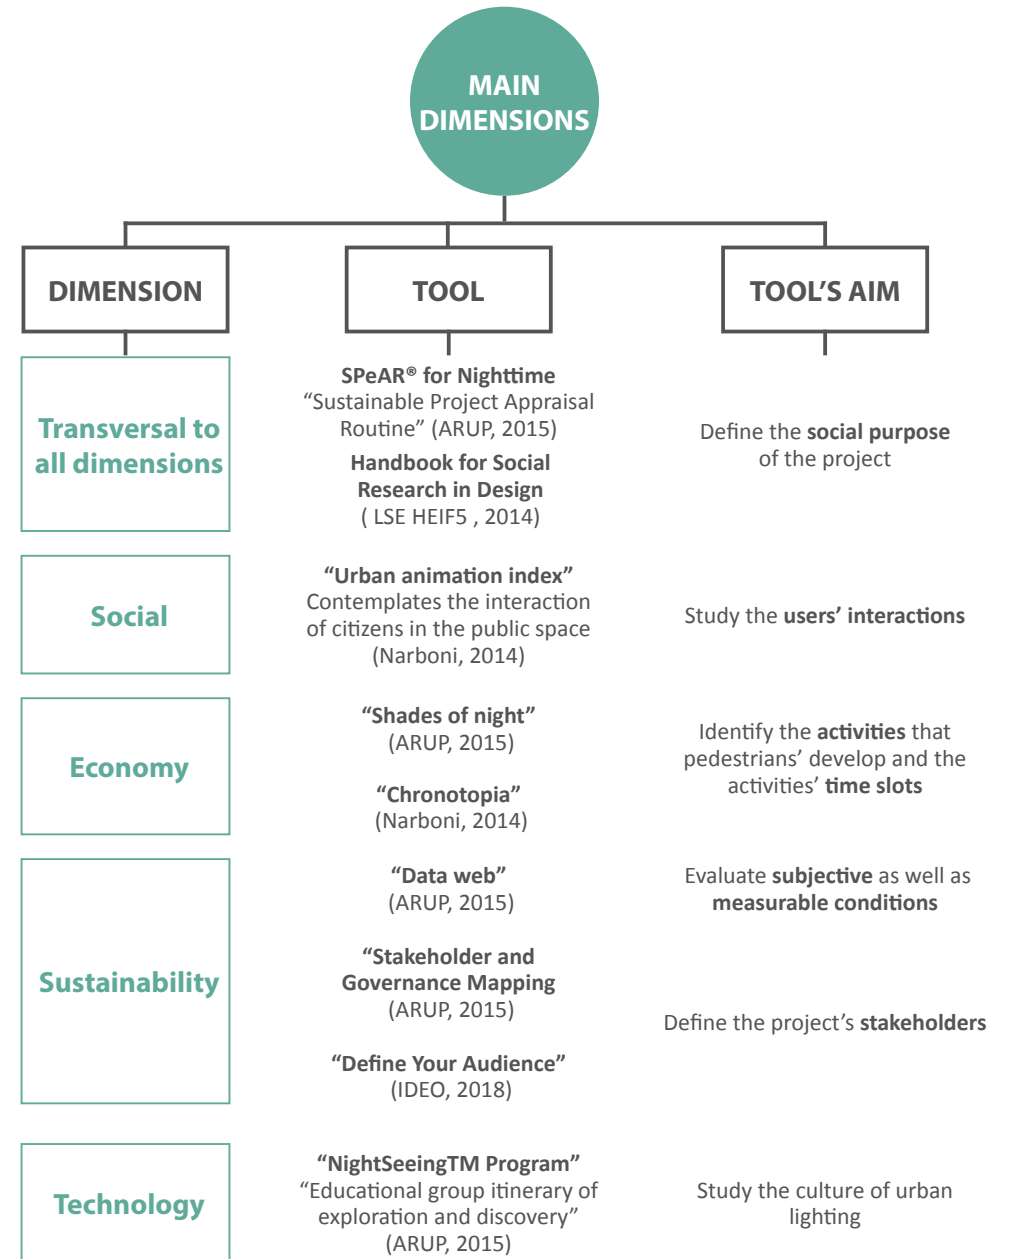 MAIN
DIMENSIONS
DIMENSION
TOOL
TOOL’S AIM
Transversal to
all dimensions
SPeAR® for Nighttime
“Sustainable Project Appraisal
Routine” (ARUP, 2015)
Handbook for Social
Research in Design
( LSE HEIF5 , 2014)
Define the social purpose
of the project
Social
“Urban animation index”
Contemplates the interaction
of citizens in the public space
(Narboni, 2014)
Study the users’ interactions
Economy
“Shades of night”
(ARUP, 2015)
“Chronotopia”
(Narboni, 2014)
Identify the activities that
pedestrians’ develop and the
activities’ time slots
Sustainability
“Data web”
(ARUP, 2015)
Evaluate subjective as well as
measurable conditions
“Stakeholder and
Governance Mapping
(ARUP, 2015)
“Define Your Audience”
(IDEO, 2018)
Define the project’s stakeholders
Technology
“NightSeeingTM Program”
“Educational group itinerary of
exploration and discovery”
(ARUP, 2015)
Study the culture of urban
lighting